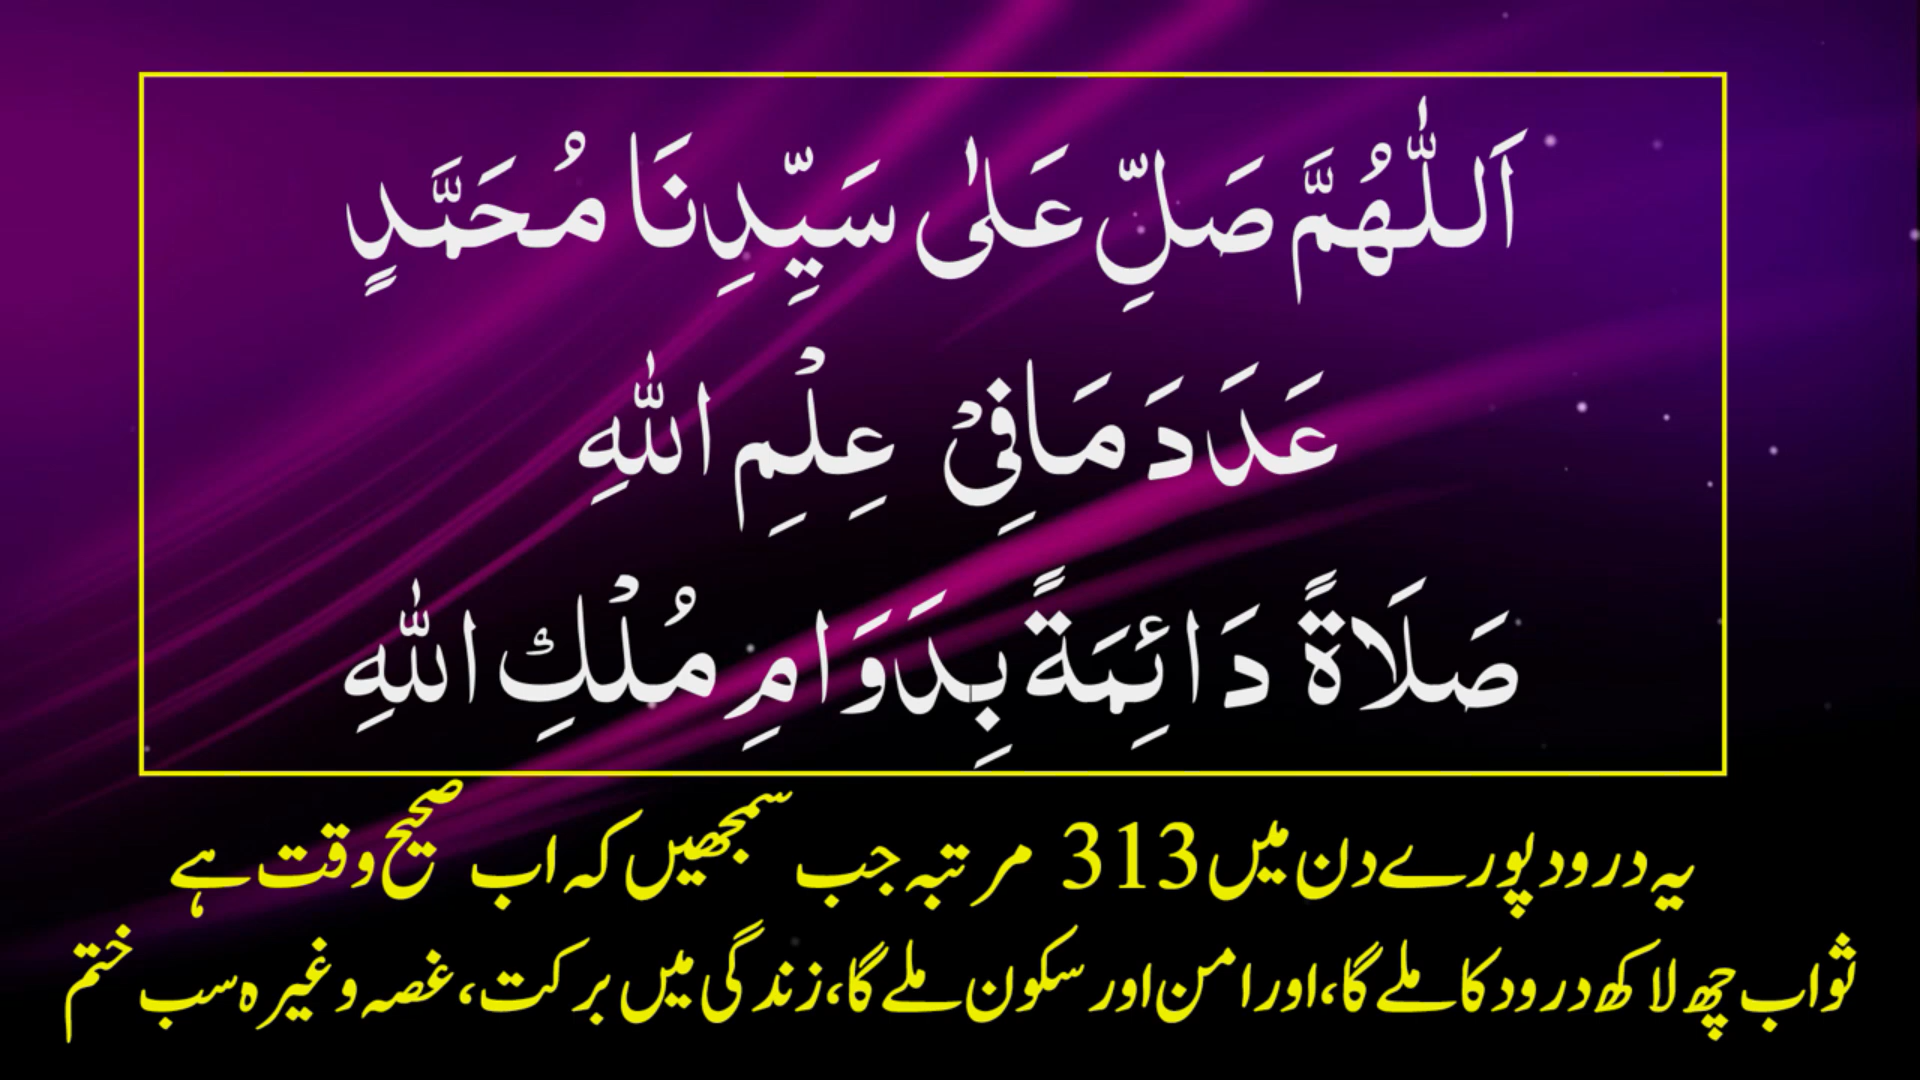 اَللّٰهُمَّ صَلِّ عَلٰى سَيِّدِنَا مُحَمَّدٍ
عَدَدَ مَا فِيْ عِلْمِ اللّٰهِ
صَلَاةً دَائِمَةً بِدَوَامِ مُلْكِ اللّٰهِ
یہ درود پورے دن میں 313 مرتبہ جب سمجھیں کہ اب صحیح وقت ہے
ثواب چھ لاکھ درود کا ملے گا، اور امن اور سکون ملے گا، زندگی میں برکت، غصہ وغیرہ سب ختم